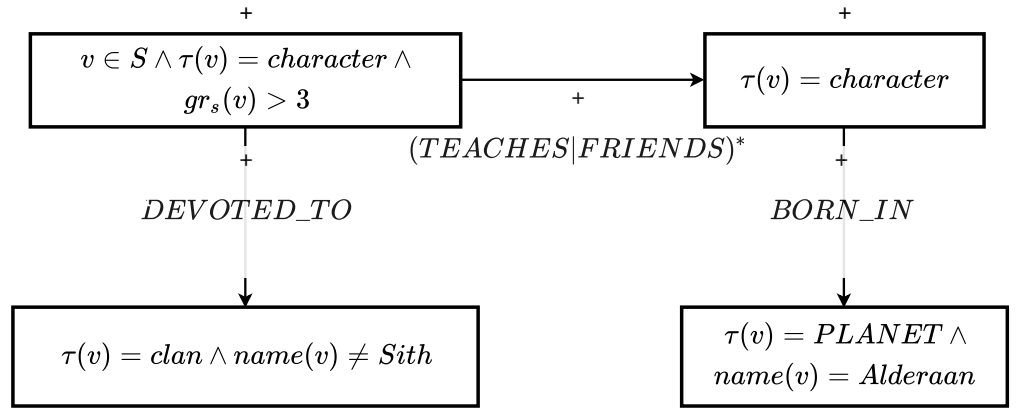 +
+
v ∈ S ∧ τ(v) = character ∧
gr_s(v) > 3
τ(v) = character
+
(TEACHES|FRIENDS)*
+
+
DEVOTED_TO
BORN_IN
τ(v) = clan ∧ name(v) ≠ Sith
τ(v) = PLANET ∧
name(v) = Alderaan